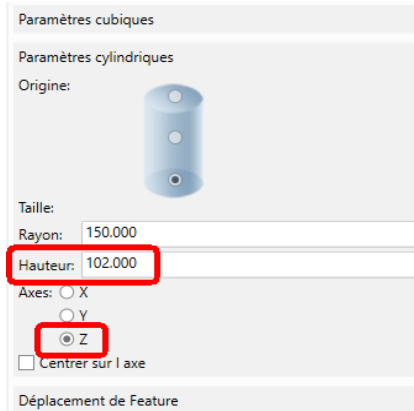 Paramètres cubiques
Paramètres cylindriques
Origine:
Taille:
Rayon: 150.000
Hauteur: 102.000
Axes: X
Y
Z
Centrer sur l axe
Déplacement de Feature